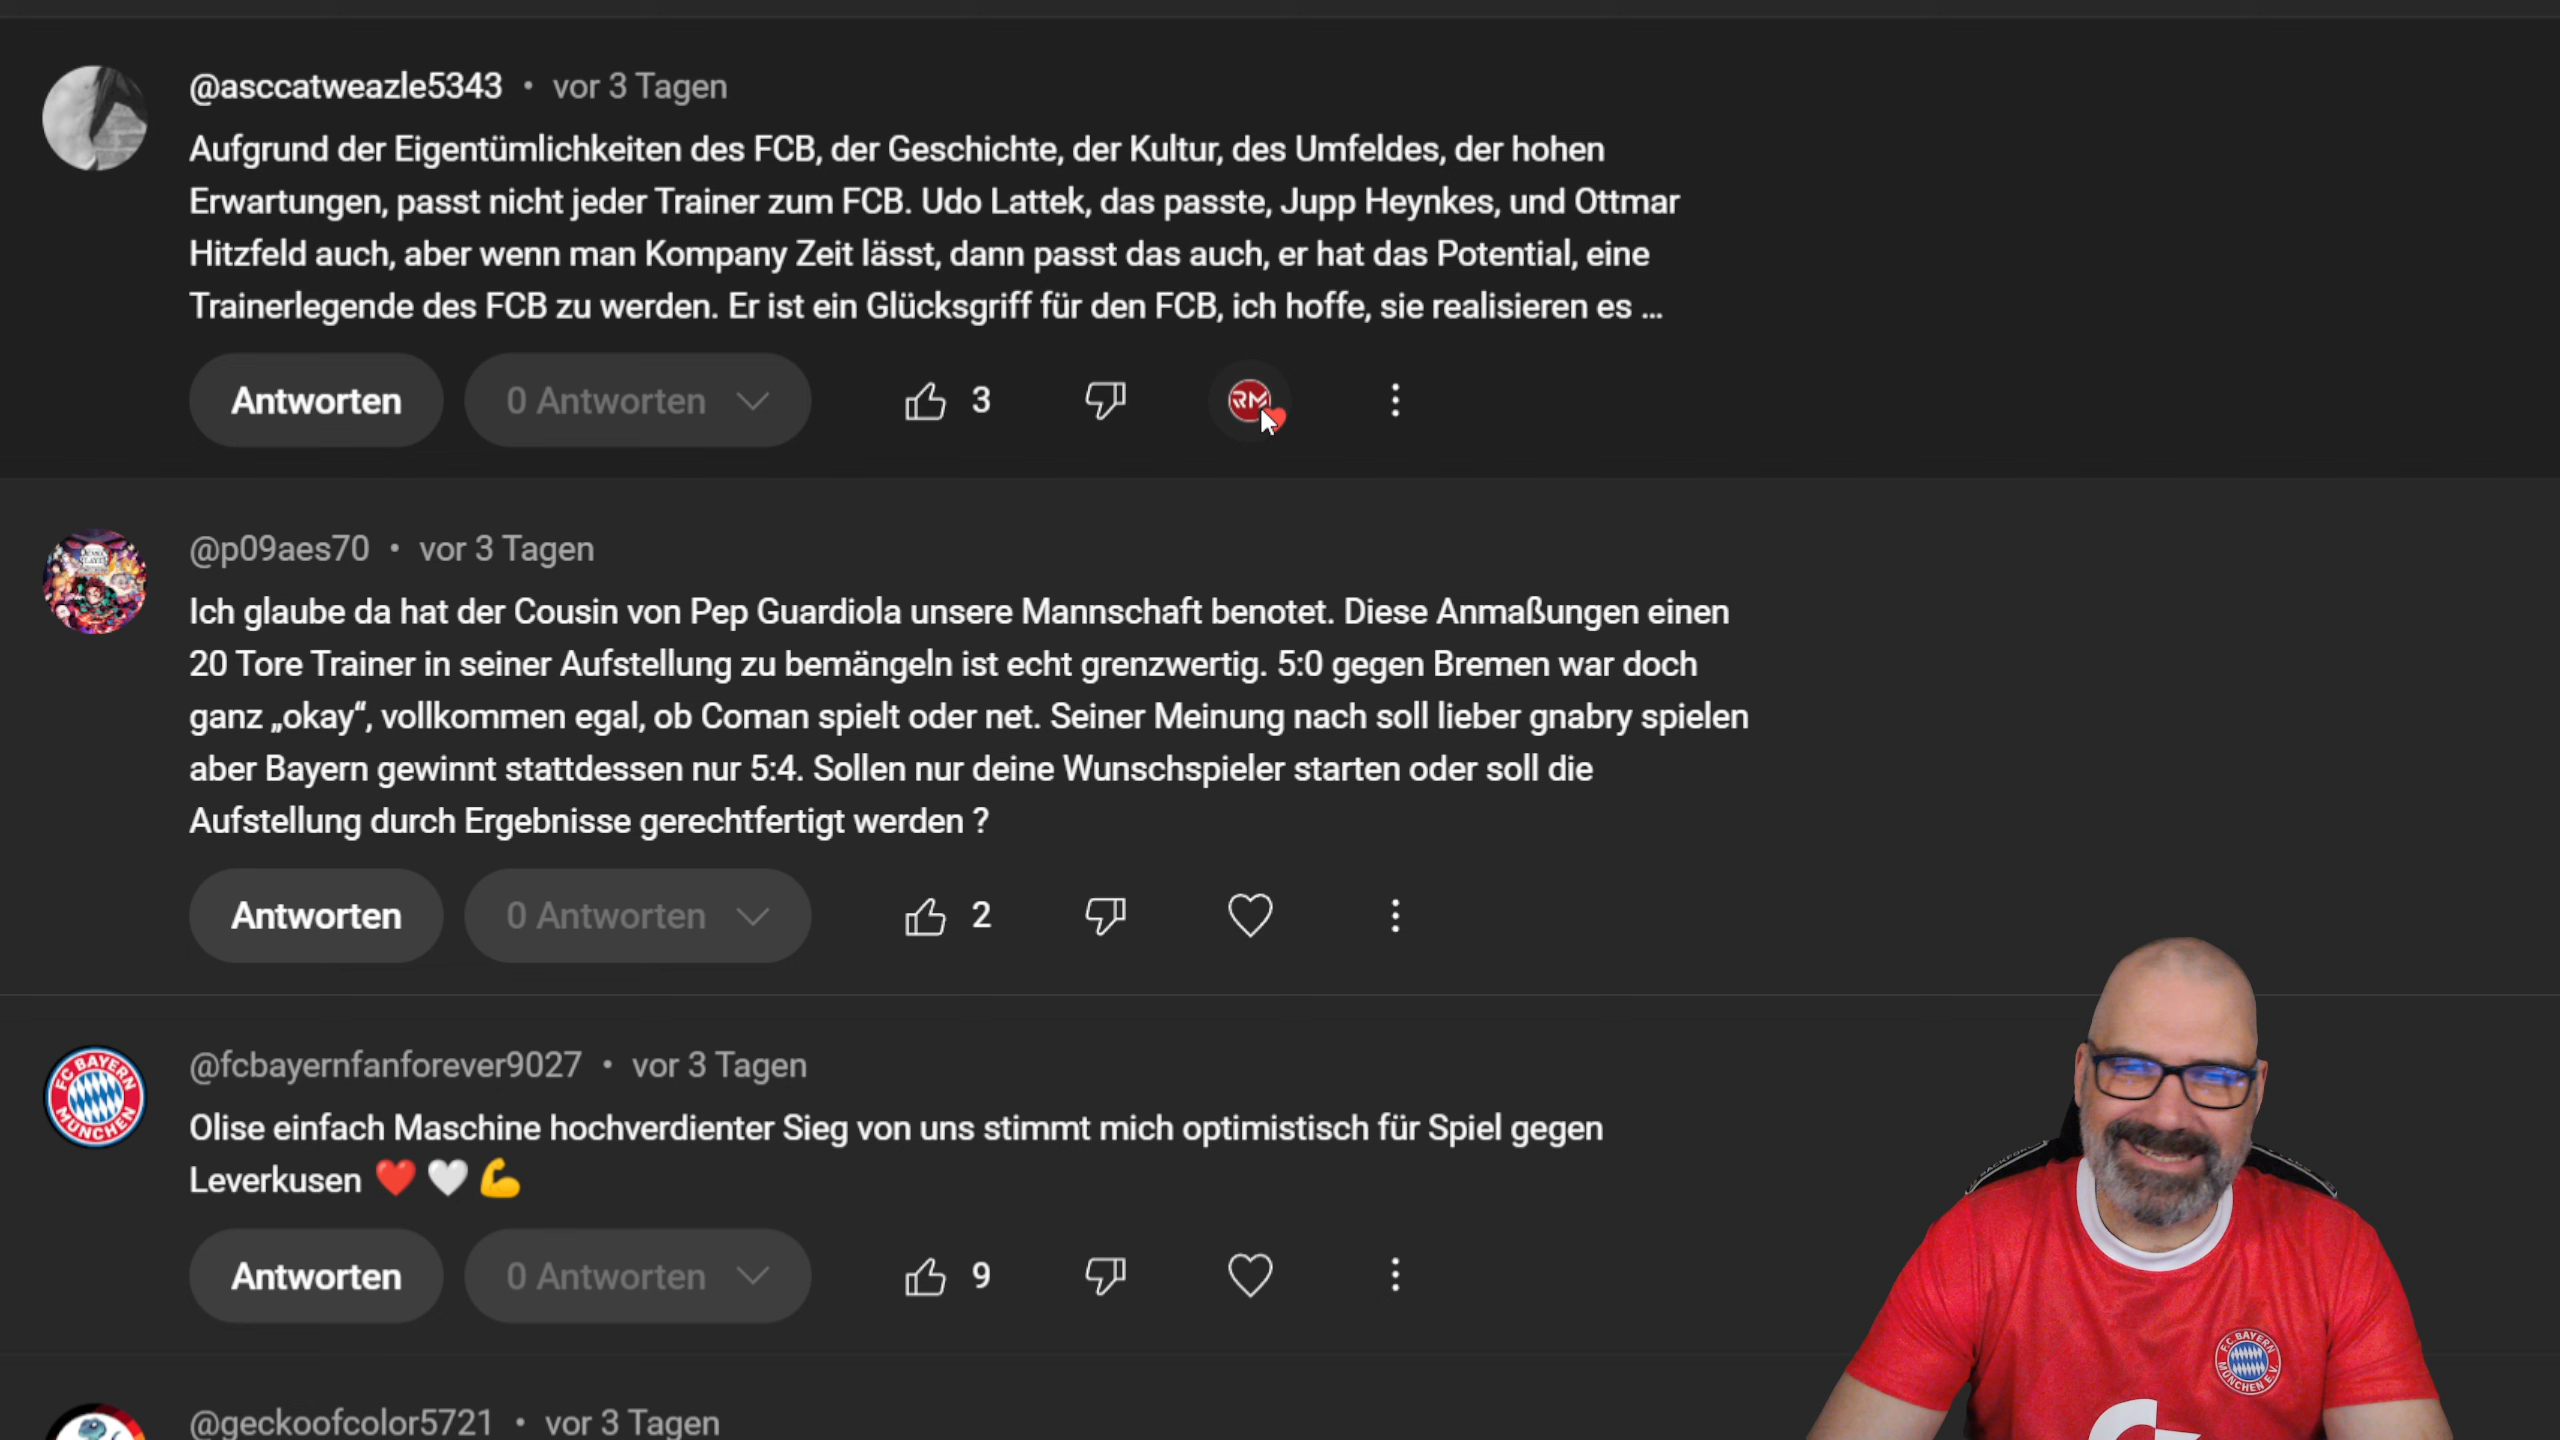 @asccatweazle5343 • vor 3 Tagen
Aufgrund der Eigentümlichkeiten des FCB, der Geschichte, der Kultur, des Umfeldes, der hohen
Erwartungen, passt nicht jeder Trainer zum FCB. Udo Lattek, das passte, Jupp Heynkes, und Ottmar
Hitzfeld auch, aber wenn man Kompany Zeit lässt, dann passt das auch, er hat das Potential, eine
Trainerlegende des FCB zu werden. Er ist ein Glücksgriff für den FCB, ich hoffe, sie realisieren es ...
Antworten 0 Antworten 3
RM
@p09aes70 • vor 3 Tagen
Ich glaube da hat der Cousin von Pep Guardiola unsere Mannschaft benotet. Diese Anmaßungen einen
20 Tore Trainer in seiner Aufstellung zu bemängeln ist echt grenzwertig. 5:0 gegen Bremen war doch
ganz „okay“, vollkommen egal, ob Coman spielt oder net. Seiner Meinung nach soll lieber gnabry spielen
aber Bayern gewinnt stattdessen nur 5:4. Sollen nur deine Wunschspieler starten oder soll die
Aufstellung durch Ergebnisse gerechtfertigt werden ?
Antworten 0 Antworten 2
FC BAYERN MÜNCHEN
@fcbayernfanforever9027 • vor 3 Tagen
Olise einfach Maschine hochverdienter Sieg von uns stimmt mich optimistisch für Spiel gegen
Leverkusen ❤️ 🤍 💪
Antworten 0 Antworten 9
F.C. BAYERN MÜNCHEN E.V.
@geckoofcolor5721 • vor 3 Tagen